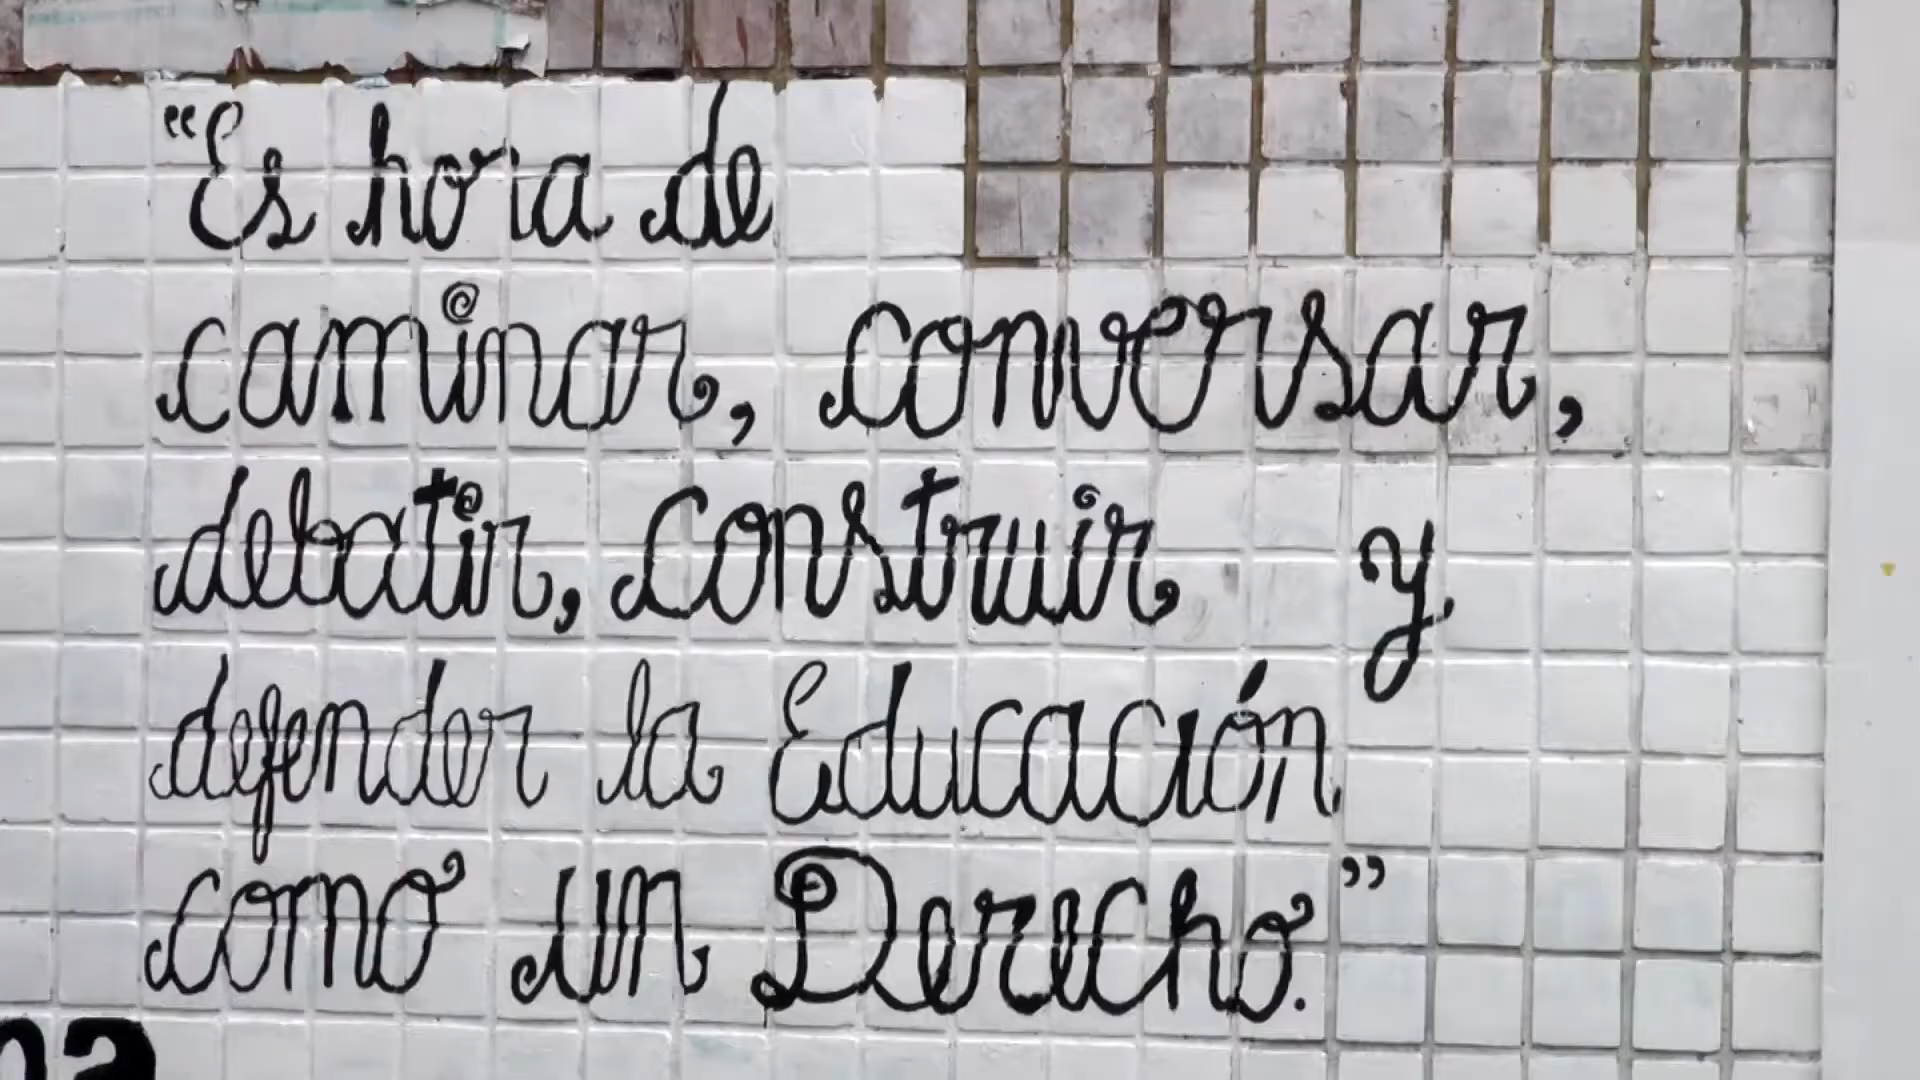 “Es hora de
caminar, conversar,
debatir, construir y
defender la Educación
como un Derecho.”